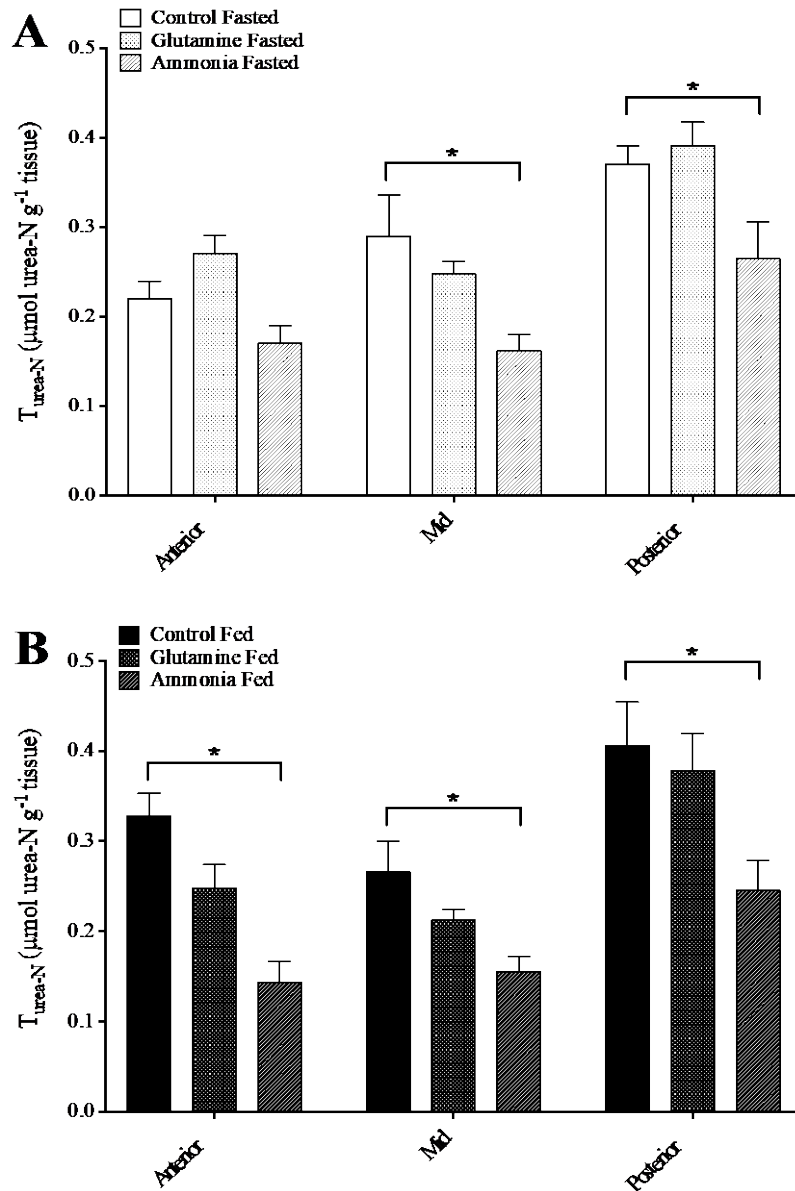 A
Control Fasted
Glutamine Fasted
Ammonia Fasted
0.5
0.4
0.3
0.2
0.1
0.0
T urea-N (µmol urea-N g-1 tissue)
*
*
Anterior
Mid
Posterior
B
Control Fed
Glutamine Fed
Ammonia Fed
0.5
0.4
0.3
0.2
0.1
0.0
T urea-N (µmol urea-N g-1 tissue)
*
*
*
Anterior
Mid
Posterior